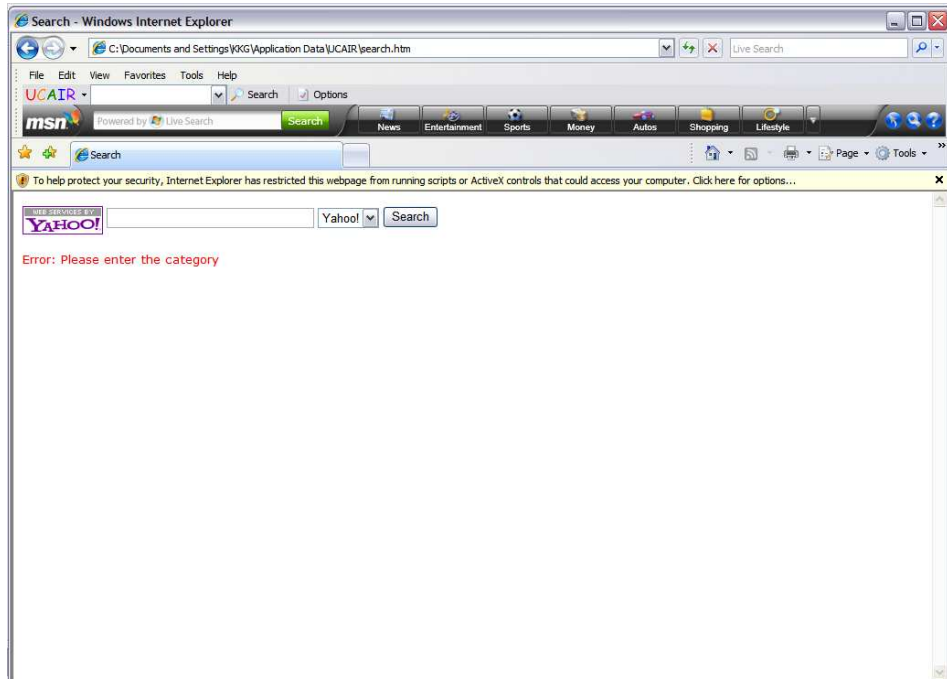 Search - Windows Internet Explorer
C:\Documents and Settings\KKG\Application Data\UCAIR\search.htm
Live Search
File Edit View Favorites Tools Help
UCAIR Search Options
msn Powered by Live Search Search News Entertainment Sports Money Autos Shopping Lifestyle
Search Page Tools »
To help protect your security, Internet Explorer has restricted this webpage from running scripts or ActiveX controls that could access your computer. Click here for options...
WEB SERVICES BY
YAHOO! Yahoo! Search
Error: Please enter the category